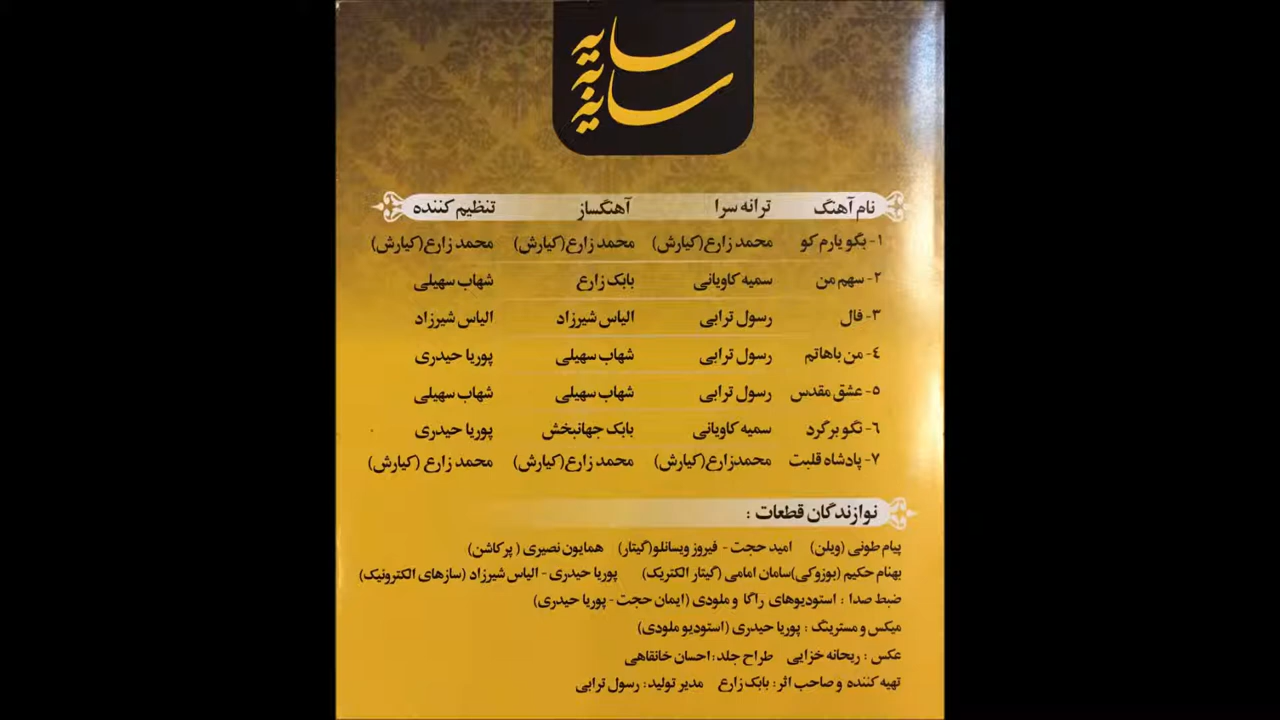 سایه
سایه
نام آهنگ ترانه سرا آهنگساز تنظیم کننده
۱- بگو یارم کو محمد زارع(کیارش) محمد زارع(کیارش) محمد زارع(کیارش)
۲- سهم من سمیه کاویانی بابک زارع شهاب سهیلی
۳- فال رسول ترابی الیاس شیرزاد الیاس شیرزاد
٤- من باهاتم رسول ترابی شهاب سهیلی پوریا حیدری
۵- عشق مقدس رسول ترابی شهاب سهیلی شهاب سهیلی
٦- نگو برگرد سمیه کاویانی بابک جهانبخش پوریا حیدری
۷- پادشاه قلبت محمدزارع(کیارش) محمد زارع(کیارش) محمد زارع (کیارش)
نوازندگان قطعات :
پیام طونی (ویلن) امید حجت - فیروز ویسانلو(گیتار) همایون نصیری ( پرکاشن)
بهنام حکیم (بوزوکی)سامان امامی (گیتار الکتریک) پوریا حیدری - الیاس شیرزاد (سازهای الکترونیک)
ضبط صدا : استودیوهای راگا و ملودی (ایمان حجت - پوریا حیدری)
میکس و مسترینگ : پوریا حیدری (استودیو ملودی)
عکس : ریحانه خزایی طراح جلد : احسان خانقاهی
تهیه کننده و صاحب اثر : بابک زارع مدیر تولید : رسول ترابی